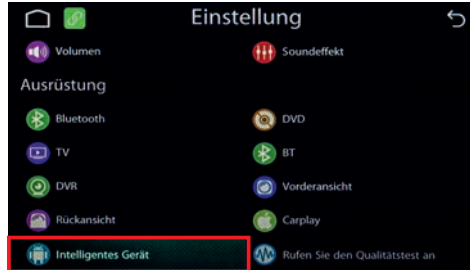 Einstellung
Volumen Soundeffekt
Ausrüstung
Bluetooth DVD
TV BT
DVR Vorderansicht
Rückansicht Carplay
Intelligentes Gerät Rufen Sie den Qualitätstest an